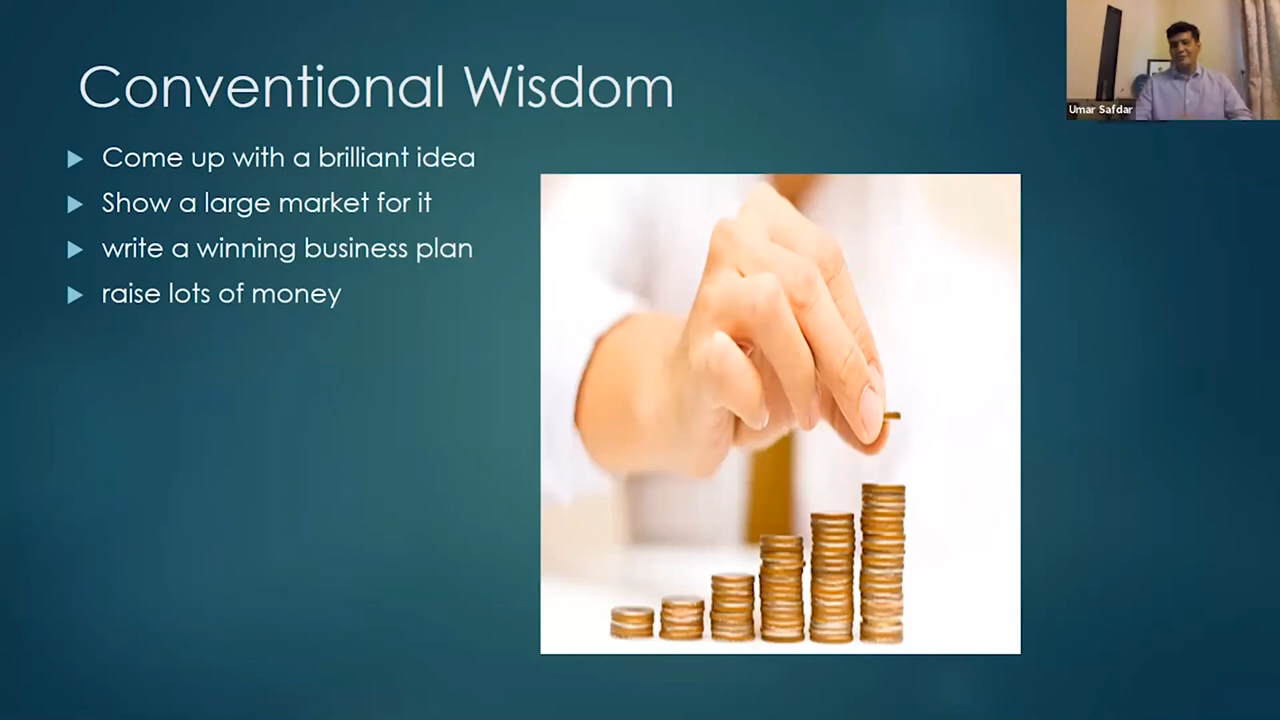 Conventional Wisdom
Come up with a brilliant idea
Show a large market for it
write a winning business plan
raise lots of money
Umar Safdar